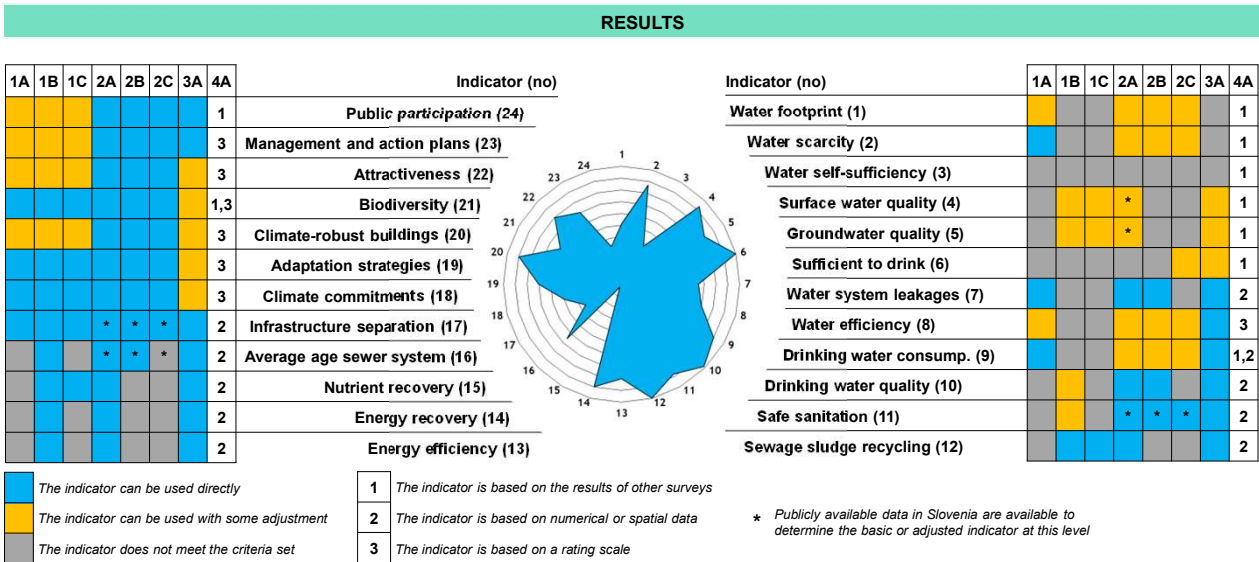 RESULTS
1A 1B 1C 2A 2B 2C 3A 4A Indicator (no)
1 Public participation (24)
3 Management and action plans (23)
3 Attractiveness (22)
1,3 Biodiversity (21)
3 Climate-robust buildings (20)
3 Adaptation strategies (19)
3 Climate commitments (18)
* * * 2 Infrastructure separation (17)
* * * 2 Average age sewer system (16)
2 Nutrient recovery (15)
2 Energy recovery (14)
2 Energy efficiency (13)
1
2
3
4
5
6
7
8
9
10
11
12
13
14
15
16
17
18
19
20
21
22
23
24
Indicator (no) 1A 1B 1C 2A 2B 2C 3A 4A
Water footprint (1) 1
Water scarcity (2) 1
Water self-sufficiency (3) 1
Surface water quality (4) * 1
Groundwater quality (5) * 1
Sufficient to drink (6) 1
Water system leakages (7) 2
Water efficiency (8) 3
Drinking water consump. (9) 1,2
Drinking water quality (10) 2
Safe sanitation (11) * * * 2
Sewage sludge recycling (12) 2
The indicator can be used directly
The indicator can be used with some adjustment
The indicator does not meet the criteria set
1 The indicator is based on the results of other surveys
2 The indicator is based on numerical or spatial data
3 The indicator is based on a rating scale
* Publicly available data in Slovenia are available to
determine the basic or adjusted indicator at this level